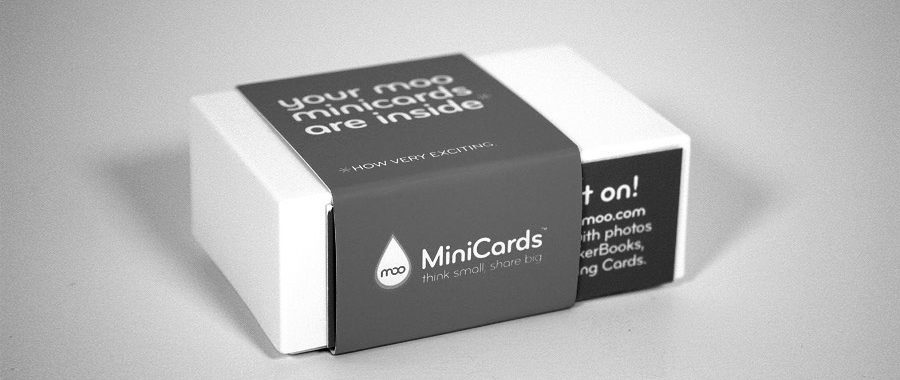 your moo
minicards
are inside*
*HOW VERY EXCITING.
moo
MiniCards™
think small, share big
t on!
moo.com
ith photos
kerBooks,
ng Cards.